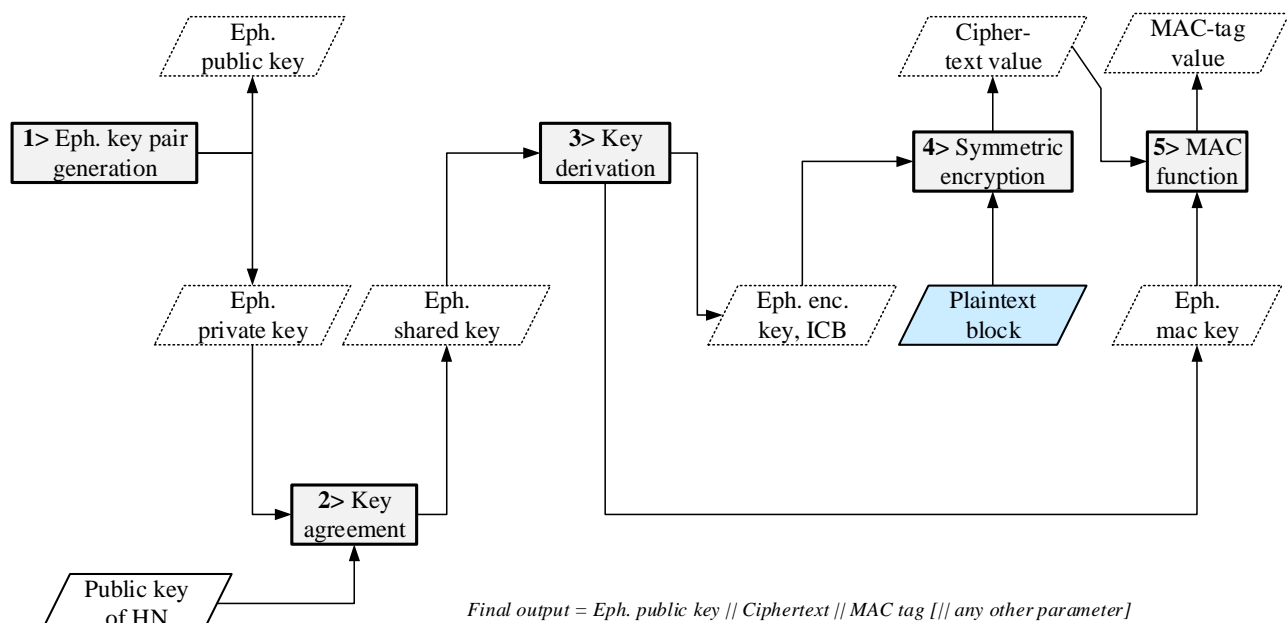 Eph.
public key
Cipher-
text value
MAC-tag
value
1> Eph. key pair
generation
3> Key
derivation
4> Symmetric
encryption
5> MAC
function
Eph.
private key
Eph.
shared key
Eph. enc.
key, ICB
Plaintext
block
Eph.
mac key
2> Key
agreement
Public key
of HN
Final output = Eph. public key || Ciphertext || MAC tag [|| any other parameter]